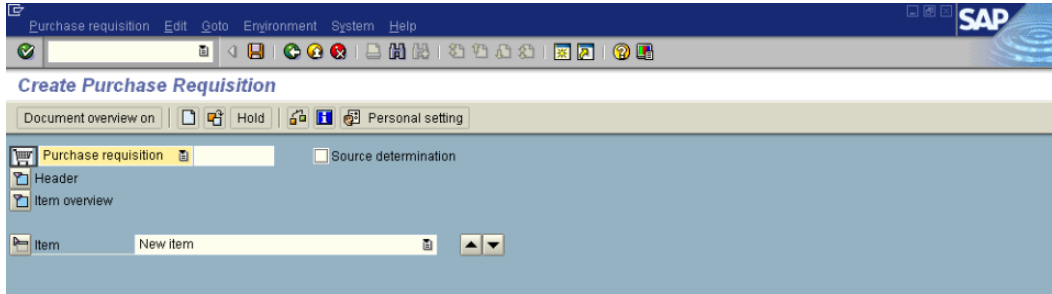 Purchase requisition Edit Goto Environment System Help
SAP
Create Purchase Requisition
Document overview on Hold Personal setting
Purchase requisition Source determination
Header
Item overview
Item New item